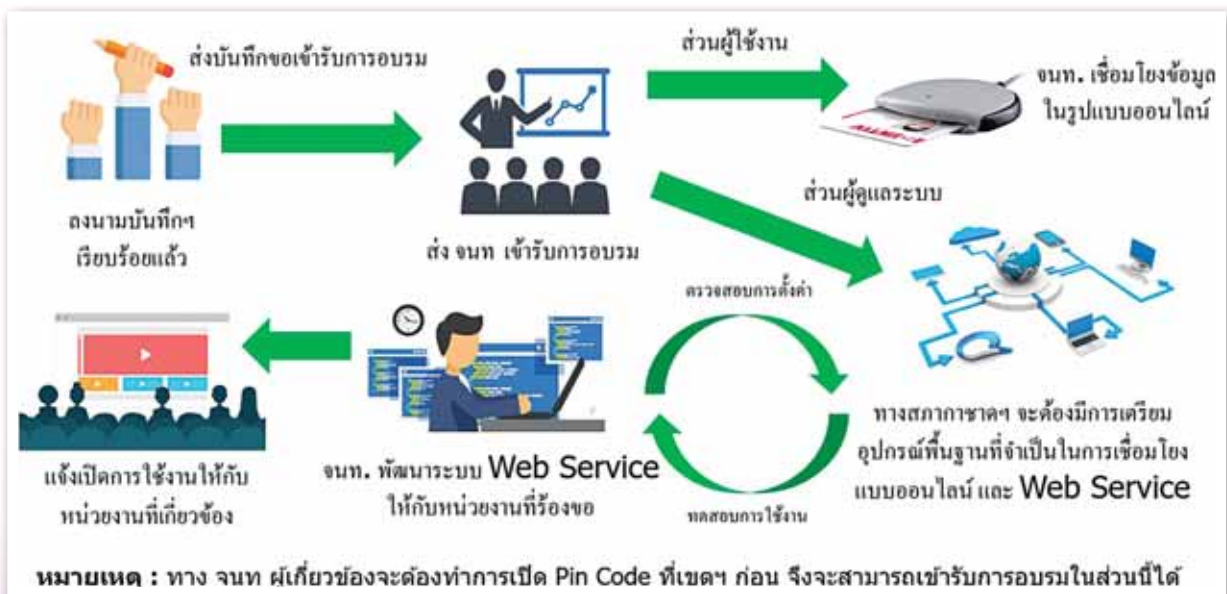 ส่งบันทึกขอเข้ารับการอบรม
ส่วนผู้ใช้งาน
จนท. เชื่อมโยงข้อมูล
ในรูปแบบออนไลน์
ลงนามบันทึกฯ
เรียบร้อยแล้ว
ส่ง จนท เข้ารับการอบรม
ส่วนผู้ดูแลระบบ
ตรวจสอบการตั้งค่า
ทางสภากาชาดฯ จะต้องมีการเตรียม
อุปกรณ์พื้นฐานที่จำเป็นในการเชื่อมโยง
แบบออนไลน์ และ Web Service
แจ้งเปิดการใช้งานให้กับ
หน่วยงานที่เกี่ยวข้อง
จนท. พัฒนาระบบ Web Service
ให้กับหน่วยงานที่ร้องขอ
ทดสอบการใช้งาน
หมายเหตุ : ทาง จนท ผู้เกี่ยวข้องจะต้องทำการเปิด Pin Code ที่เขตฯ ก่อน จึงจะสามารถเข้ารับการอบรมในส่วนนี้ได้